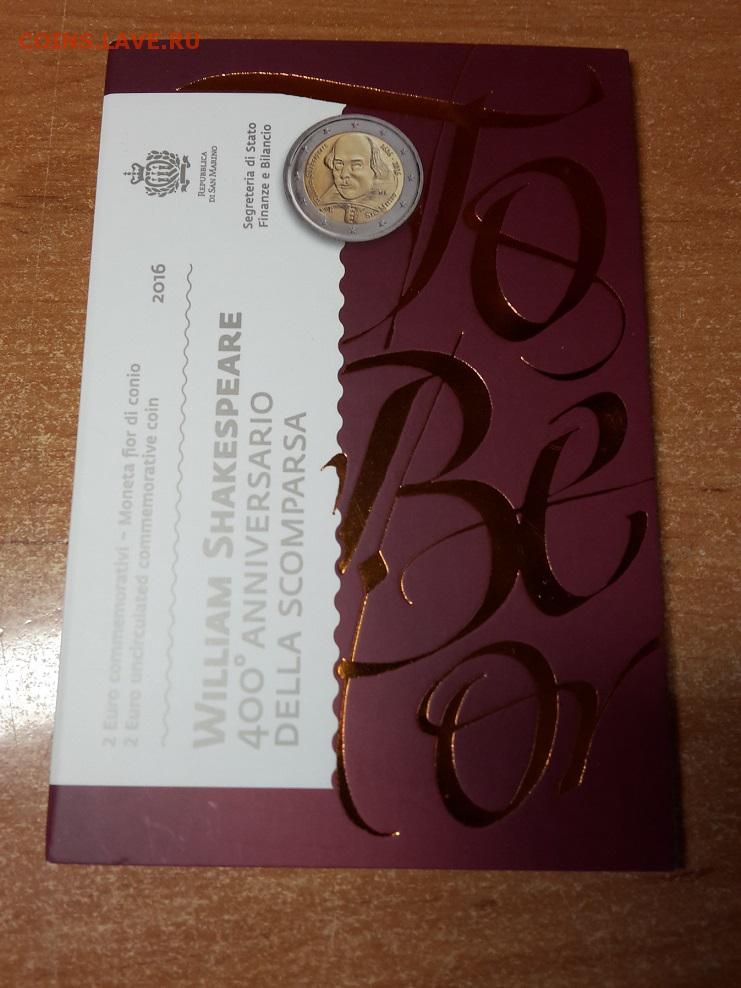 COINS.LAVE.RU
REPUBBLICA
DI SAN MARINO
Segreteria di Stato
Finanze e Bilancio
2016
2 Euro commemorativi ~ Moneta fior di conio
2 Euro uncirculated commemorative coin
WILLIAM SHAKESPEARE
400° ANNIVERSARIO
DELLA SCOMPARSA
To
Be
or